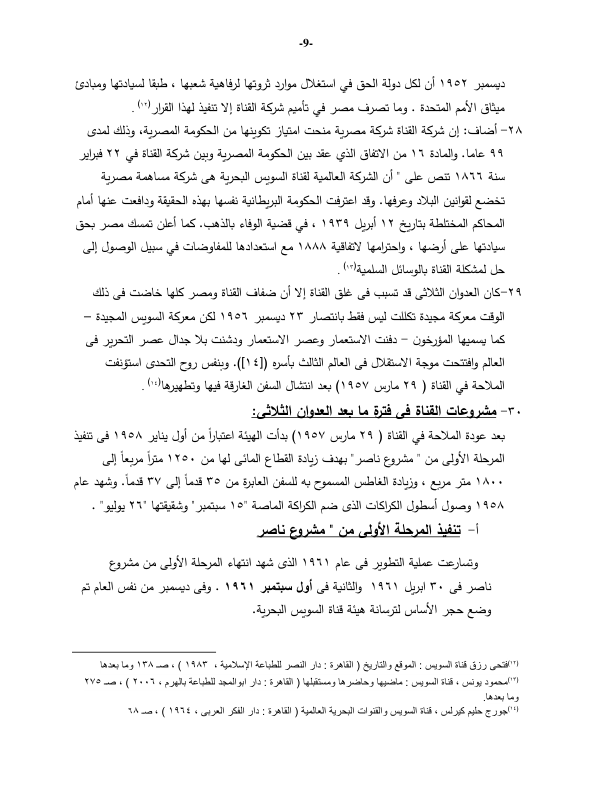 -9-
ديسمبر ١٩٥٢ أن لكل دولة الحق في استغلال موارد ثروتها لرفاهية شعبها ، طبقا لسيادتها ومبادئ
ميثاق الأمم المتحدة . وما تصرف مصر في تأميم شركة القناة إلا تنفيذ لهذا القرار(١٢) .
٢٨- أضاف: إن شركة القناة شركة مصرية منحت امتياز تكوينها من الحكومة المصرية، وذلك لمدى
٩٩ عاما. والمادة ١٦ من الاتفاق الذي عقد بين الحكومة المصرية وبين شركة القناة في ٢٢ فبراير
سنة ١٨٦٦ تنص على " أن الشركة العالمية لقناة السويس البحرية هى شركة مساهمة مصرية
تخضع لقوانين البلاد وعرفها. وقد اعترفت الحكومة البريطانية نفسها بهذه الحقيقة ودافعت عنها أمام
المحاكم المختلطة بتاريخ ١٢ أبريل ١٩٣٩ ، في قضية الوفاء بالذهب. كما أعلن تمسك مصر بحق
سيادتها على أرضها ، واحترامها لاتفاقية ١٨٨٨ مع استعدادها للمفاوضات في سبيل الوصول إلى
حل لمشكلة القناة بالوسائل السلمية(١٣) .
٢٩-كان العدوان الثلاثى قد تسبب فى غلق القناة إلا أن ضفاف القناة ومصر كلها خاضت فى ذلك
الوقت معركة مجيدة تكللت ليس فقط بانتصار ٢٣ ديسمبر ١٩٥٦ لكن معركة السويس المجيدة –
كما يسميها المؤرخون – دفنت الاستعمار وعصر الاستعمار ودشنت بلا جدال عصر التحرير فى
العالم وافتتحت موجة الاستقلال فى العالم الثالث بأسره ([١٤]). وبنفس روح التحدى استؤنفت
الملاحة في القناة ( ٢٩ مارس ١٩٥٧) بعد انتشال السفن الغارقة فيها وتطهيرها(١٤) .
٣٠- مشروعات القناة في فترة ما بعد العدوان الثلاثي:
بعد عودة الملاحة في القناة ( ٢٩ مارس ١٩٥٧) بدأت الهيئة اعتباراً من أول يناير ١٩٥٨ فى تنفيذ
المرحلة الأولى من " مشروع ناصر" بهدف زيادة القطاع المائى لها من ١٢٥٠ متراً مربعاً إلى
١٨٠٠ متر مربع ، وزيادة الغاطس المسموح به للسفن العابرة من ٣٥ قدماً إلى ٣٧ قدماً. وشهد عام
١٩٥٨ وصول أسطول الكراكات الذى ضم الكراكة الماصة "١٥ سبتمبر" وشقيقتها "٢٦ يوليو" .
أ- تنفيذ المرحلة الأولى من " مشروع ناصر
وتسارعت عملية التطوير فى عام ١٩٦١ الذى شهد انتهاء المرحلة الأولى من مشروع
ناصر فى ٣٠ ابريل ١٩٦١ والثانية فى أول سبتمبر ١٩٦١ . وفى ديسمبر من نفس العام تم
وضع حجر الأساس لترسانة هيئة قناة السويس البحرية.
(١٢)فتحى رزق قناة السويس : الموقع والتاريخ ( القاهرة : دار النصر للطباعة الإسلامية ، ١٩٨٣ ) ، صـ ١٣٨ وما بعدها
(١٣)محمود يونس ، قناة السويس : ماضيها وحاضرها ومستقبلها ( القاهرة : دار ابوالمجد للطباعة بالهرم ، ٢٠٠٦ ) ، صـ ٢٧٥
وما بعدها.
(١٤)جورج حليم كيرلس ، قناة السويس والقنوات البحرية العالمية ( القاهرة : دار الفكر العربى ، ١٩٦٤ ) ، صـ ٦٨